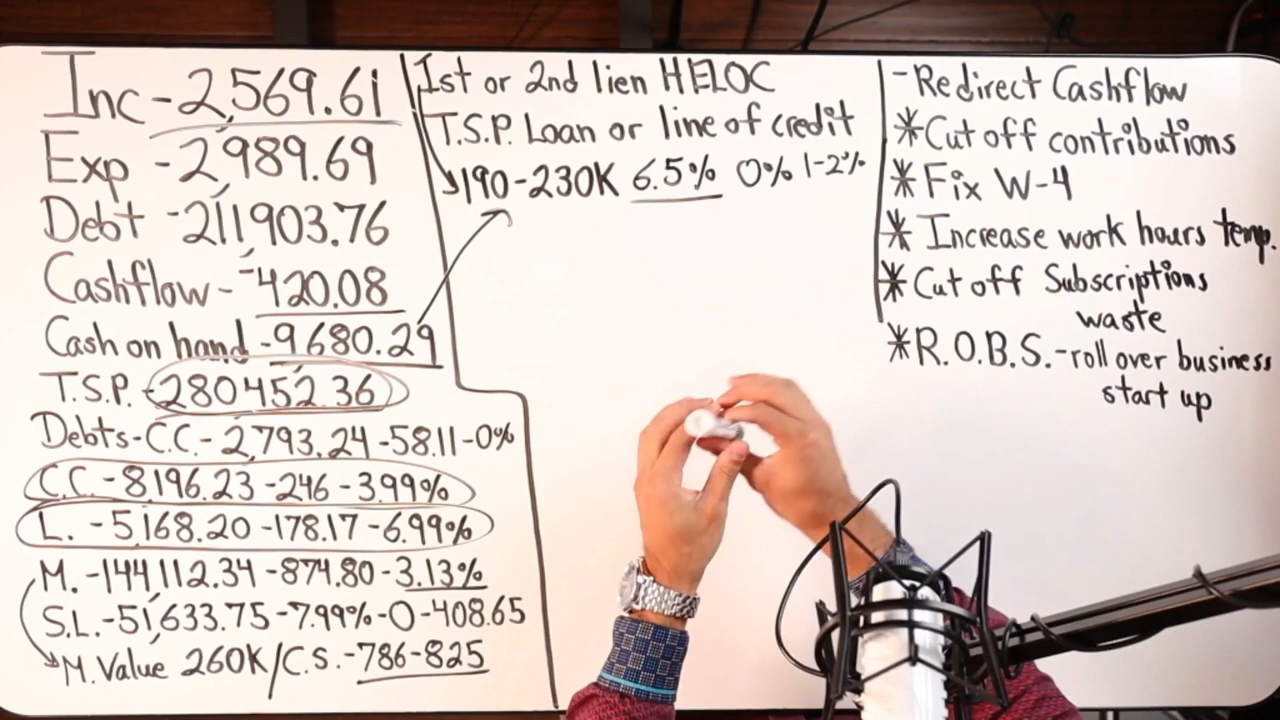 Inc - 2,569.61
Exp - 2,989.69
Debt - 211,903.76
Cashflow - -420.08
Cash on hand - 9,680.29
T.S.P. - 280,452.36
Debts - C.C. - 2,793.24 - 58.11 - 0%
C.C. - 8,196.23 - 246 - 3.99%
L. - 5,168.20 - 178.17 - 6.99%
M. - 144,112.34 - 874.80 - 3.13%
S.L. - 51,633.75 - 7.99% - 0 - 408.65
M. Value 260K/C.S. - 786-825
1st or 2nd lien HELOC
T.S.P. Loan or line of credit
190-230K 6.5% 0% 1-2%
- Redirect Cashflow
* Cut off contributions
* Fix W-4
* Increase work hours temp.
* Cut off Subscriptions
waste
* R.O.B.S. - roll over business
start up